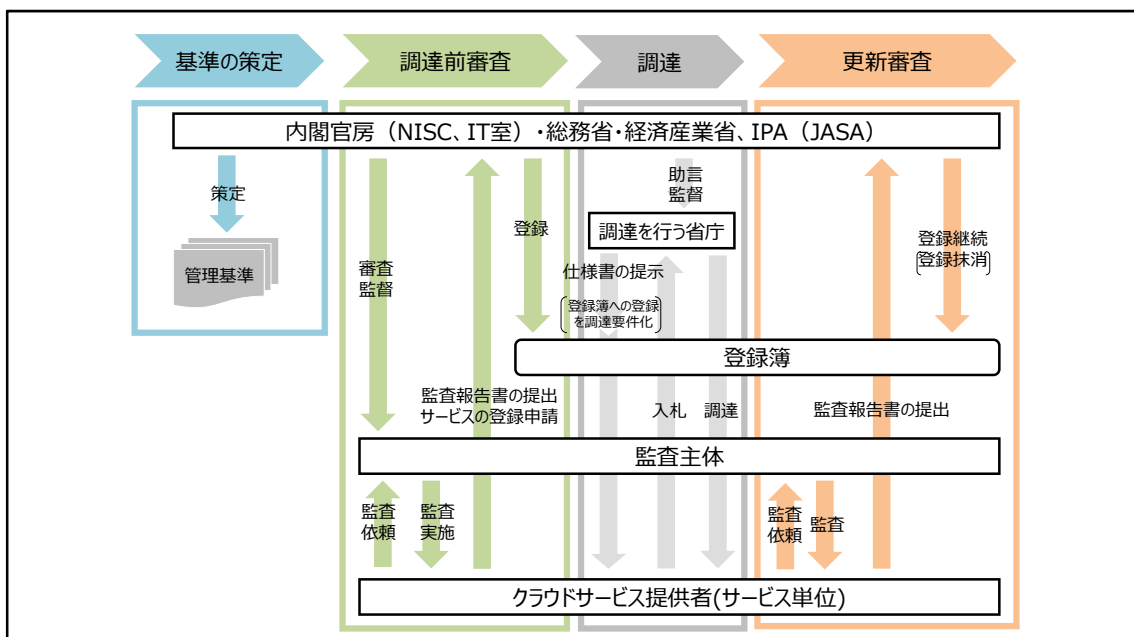 基準の策定
調達前審査
調達
更新審査
内閣官房（NISC、IT室）・総務省・経済産業省、IPA（JASA）
策定
管理基準
審査
監督
登録
助言
監督
調達を行う省庁
仕様書の提示
登録簿への登録
を調達要件化
登録継続
登録抹消
登録簿
監査報告書の提出
サービスの登録申請
入札
調達
監査報告書の提出
監査主体
監査
依頼
監査
実施
監査
依頼
監査
クラウドサービス提供者(サービス単位)